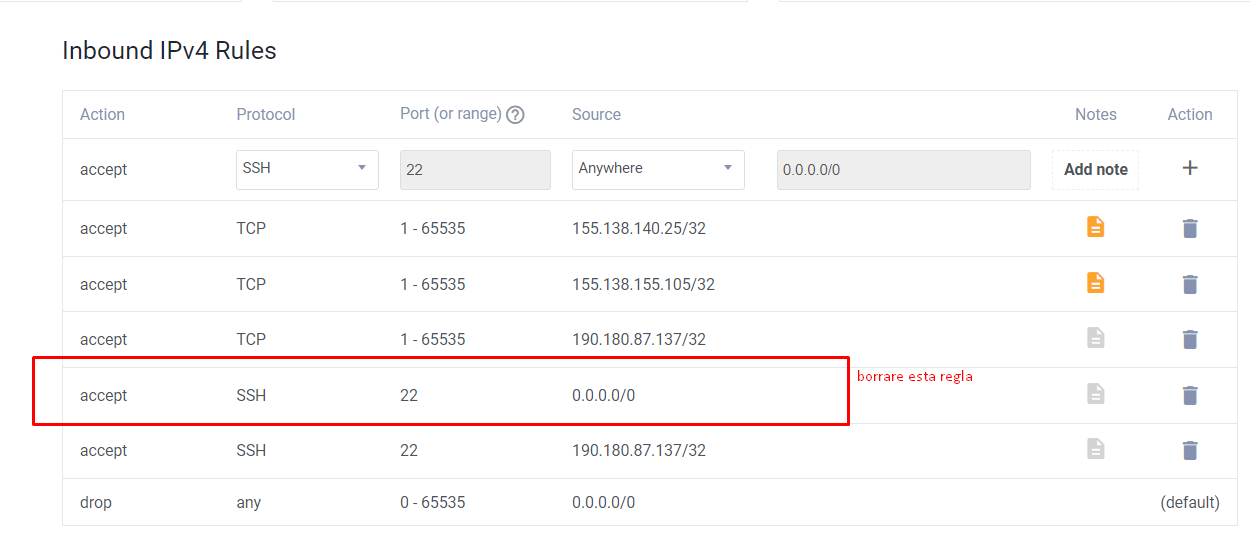 Inbound IPv4 Rules
Action Protocol Port (or range) ? Source Notes Action
accept SSH 22 Anywhere 0.0.0.0/0 Add note +
accept TCP 1 - 65535 155.138.140.25/32
accept TCP 1 - 65535 155.138.155.105/32
accept TCP 1 - 65535 190.180.87.137/32
borrare esta regla
accept SSH 22 0.0.0.0/0
accept SSH 22 190.180.87.137/32
drop any 0 - 65535 0.0.0.0/0 (default)